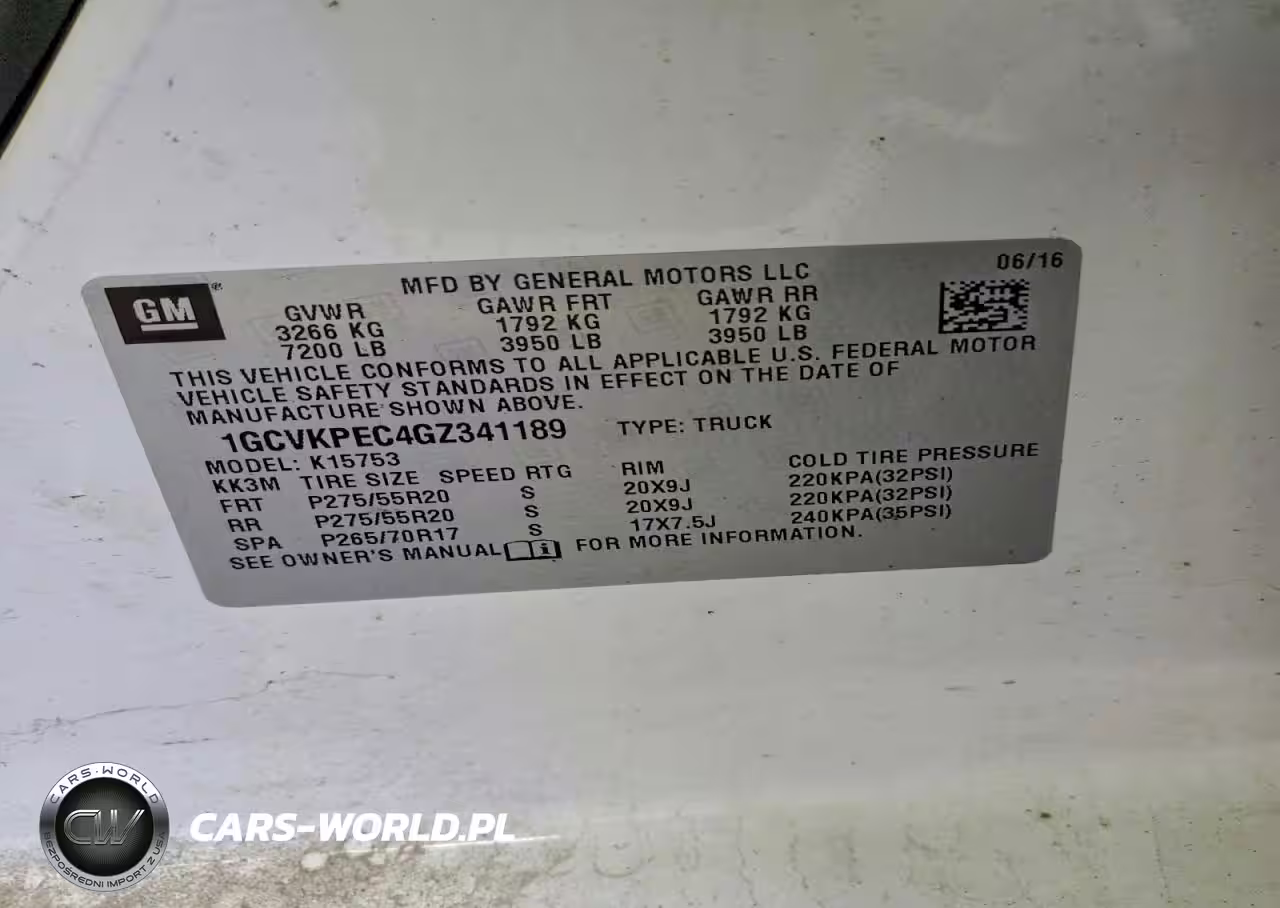 06/16
GM®
MFD BY GENERAL MOTORS LLC
GVWR GAWR FRT GAWR RR
3266 KG 1792 KG 1792 KG
7200 LB 3950 LB 3950 LB
THIS VEHICLE CONFORMS TO ALL APPLICABLE U.S. FEDERAL MOTOR
VEHICLE SAFETY STANDARDS IN EFFECT ON THE DATE OF
MANUFACTURE SHOWN ABOVE.
1GCVKPEC4GZ341189 TYPE: TRUCK
MODEL: K15753
KK3M TIRE SIZE SPEED RTG RIM COLD TIRE PRESSURE
FRT P275/55R20 S 20X9J 220KPA(32PSI)
RR P275/55R20 S 20X9J 220KPA(32PSI)
SPA P265/70R17 S 17X7.5J 240KPA(35PSI)
SEE OWNER'S MANUAL i FOR MORE INFORMATION.
CARS-WORLD
CW
BEZPOŚREDNI IMPORT Z USA
CARS-WORLD.PL